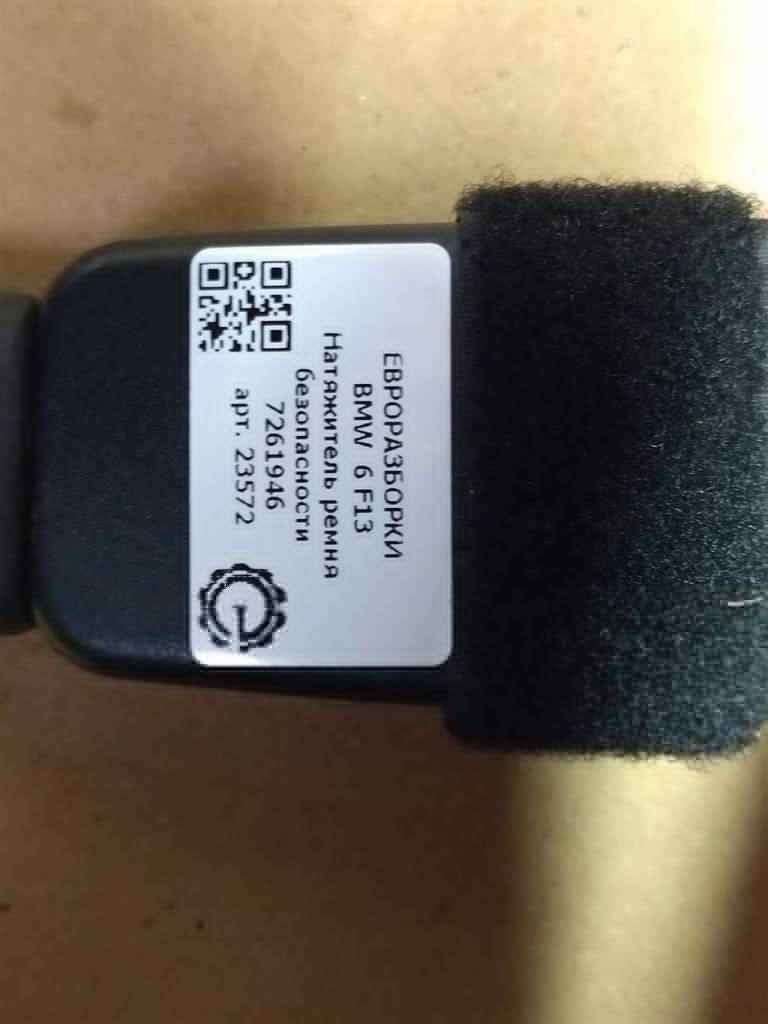 ЕВРОРАЗБОРКИ
BMW 6 F13
Натяжитель ремня
безопасности
7261946
арт. 23572